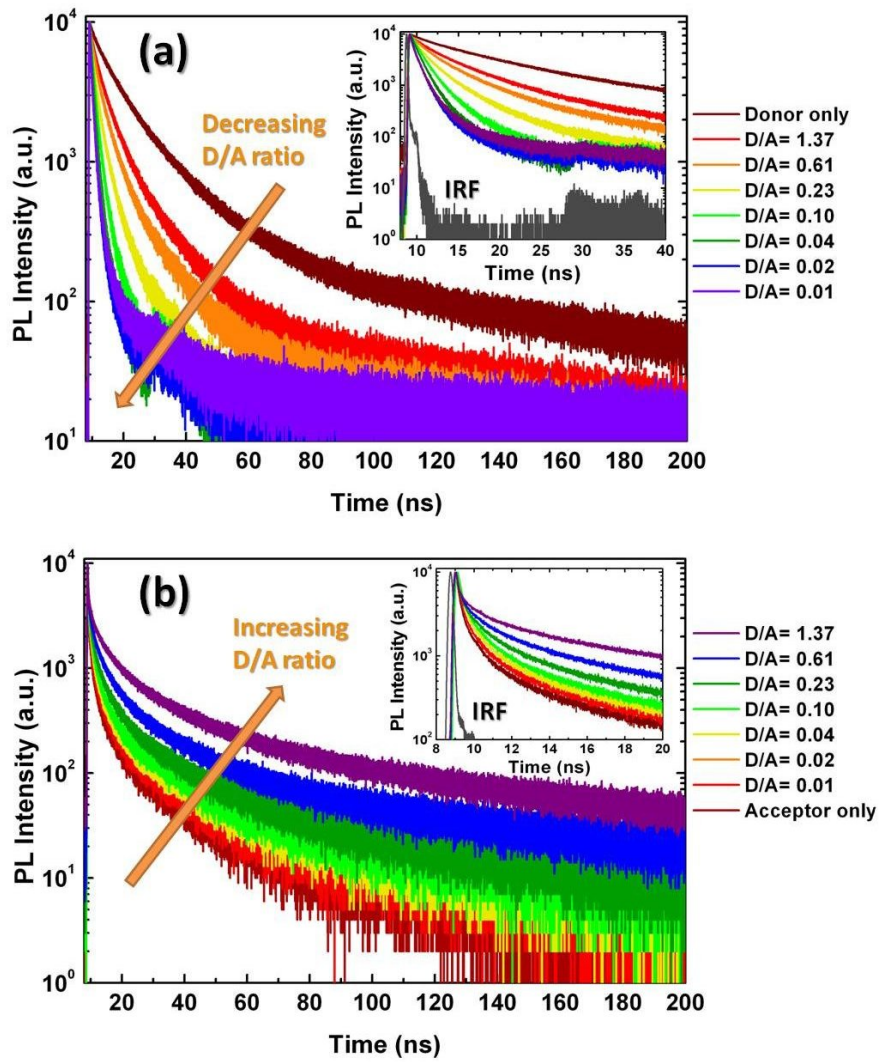 (a)
Decreasing
D/A ratio
PL Intensity (a.u.)
10^4
10^3
10^2
10^1
20 40 60 80 100 120 140 160 180 200
Time (ns)
PL Intensity (a.u.)
10^4
10^3
10^2
10^1
10^0
IRF
10 15 20 25 30 35 40
Time (ns)
Donor only
D/A= 1.37
D/A= 0.61
D/A= 0.23
D/A= 0.10
D/A= 0.04
D/A= 0.02
D/A= 0.01
(b)
Increasing
D/A ratio
PL Intensity (a.u.)
10^4
10^3
10^2
10^1
10^0
20 40 60 80 100 120 140 160 180 200
Time (ns)
PL Intensity (a.u.)
10^4
10^3
10^2
IRF
8 10 12 14 16 18 20
Time (ns)
D/A= 1.37
D/A= 0.61
D/A= 0.23
D/A= 0.10
D/A= 0.04
D/A= 0.02
D/A= 0.01
Acceptor only